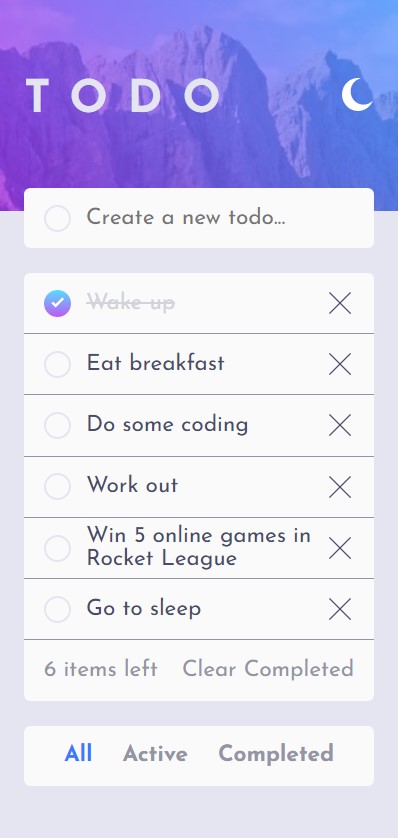 TODO
Create a new todo...
Wake up
Eat breakfast
Do some coding
Work out
Win 5 online games in
Rocket League
Go to sleep
6 items left Clear Completed
All Active Completed